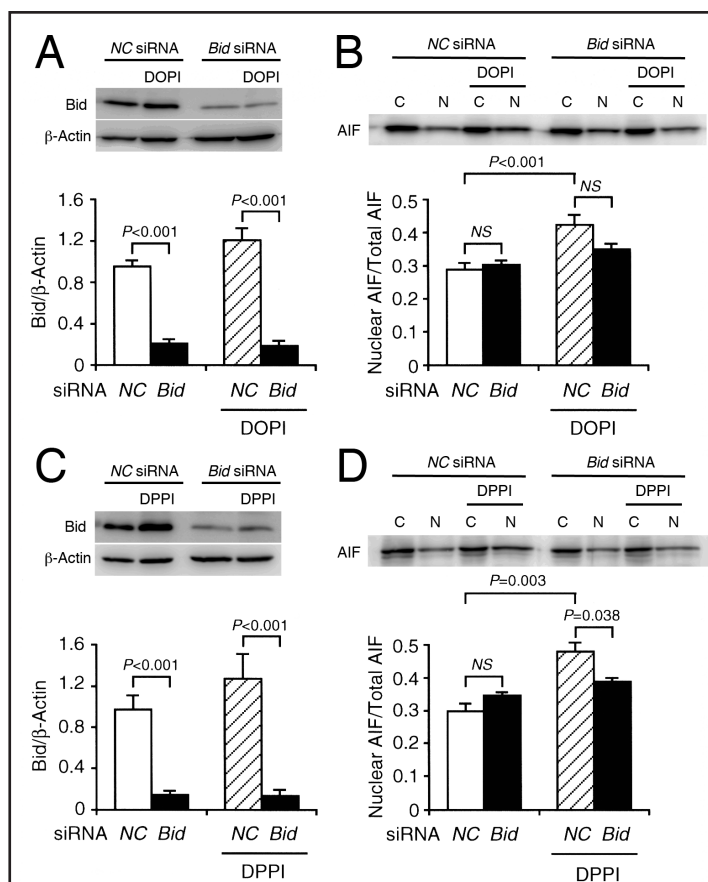 A
NC siRNA Bid siRNA
DOPI DOPI
Bid
β-Actin
P<0.001
P<0.001
Bid/β-Actin
1.6
1.2
0.8
0.4
0
siRNA NC Bid NC Bid
DOPI
B
NC siRNA Bid siRNA
DOPI DOPI
C N C N C N C N
AIF
P<0.001
NS
NS
Nuclear AIF/Total AIF
0.5
0.4
0.3
0.1
0
siRNA NC Bid NC Bid
DOPI
C
NC siRNA Bid siRNA
DPPI DPPI
Bid
β-Actin
P<0.001
P<0.001
Bid/β-Actin
1.6
1.2
0.8
0.4
0
siRNA NC Bid NC Bid
DPPI
D
NC siRNA Bid siRNA
DPPI DPPI
C N C N C N C N
AIF
P=0.003
P=0.038
NS
Nuclear AIF/Total AIF
0.5
0.4
0.3
0.1
0
siRNA NC Bid NC Bid
DPPI